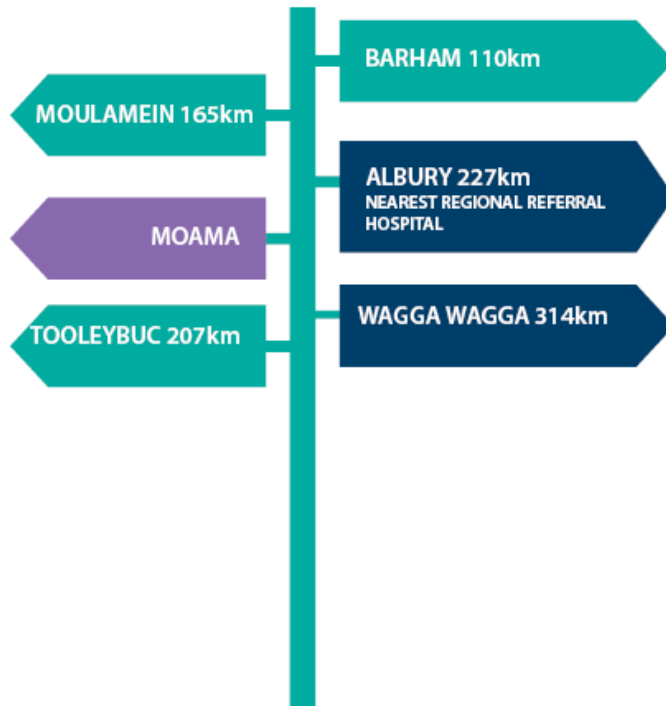 BARHAM 110km
MOULAMEIN 165km
ALBURY 227km
NEAREST REGIONAL REFERRAL
HOSPITAL
MOAMA
WAGGA WAGGA 314km
TOOLEYBUC 207km